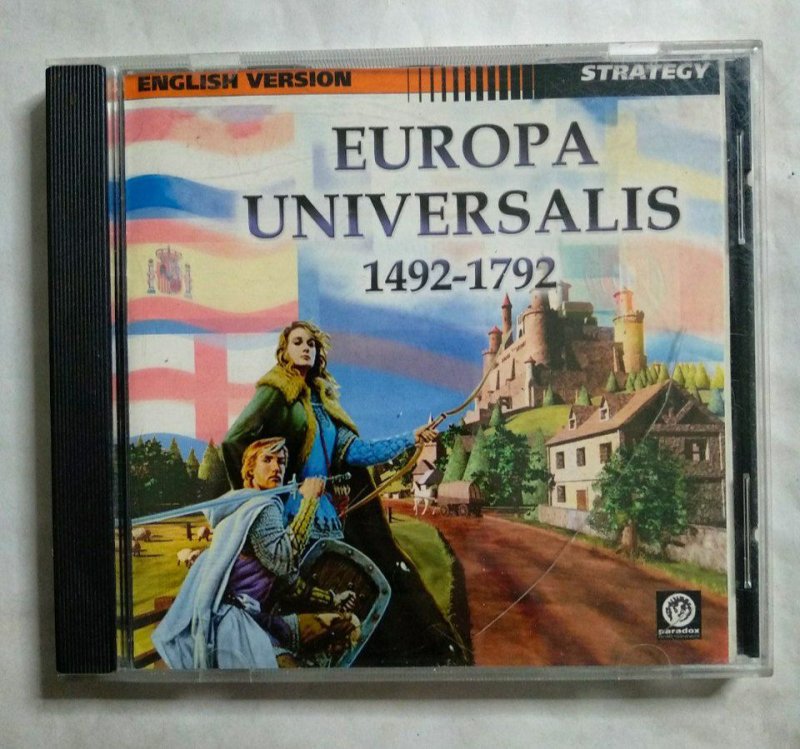 ENGLISH VERSION
STRATEGY
EUROPA
UNIVERSALIS
1492-1792
paradox